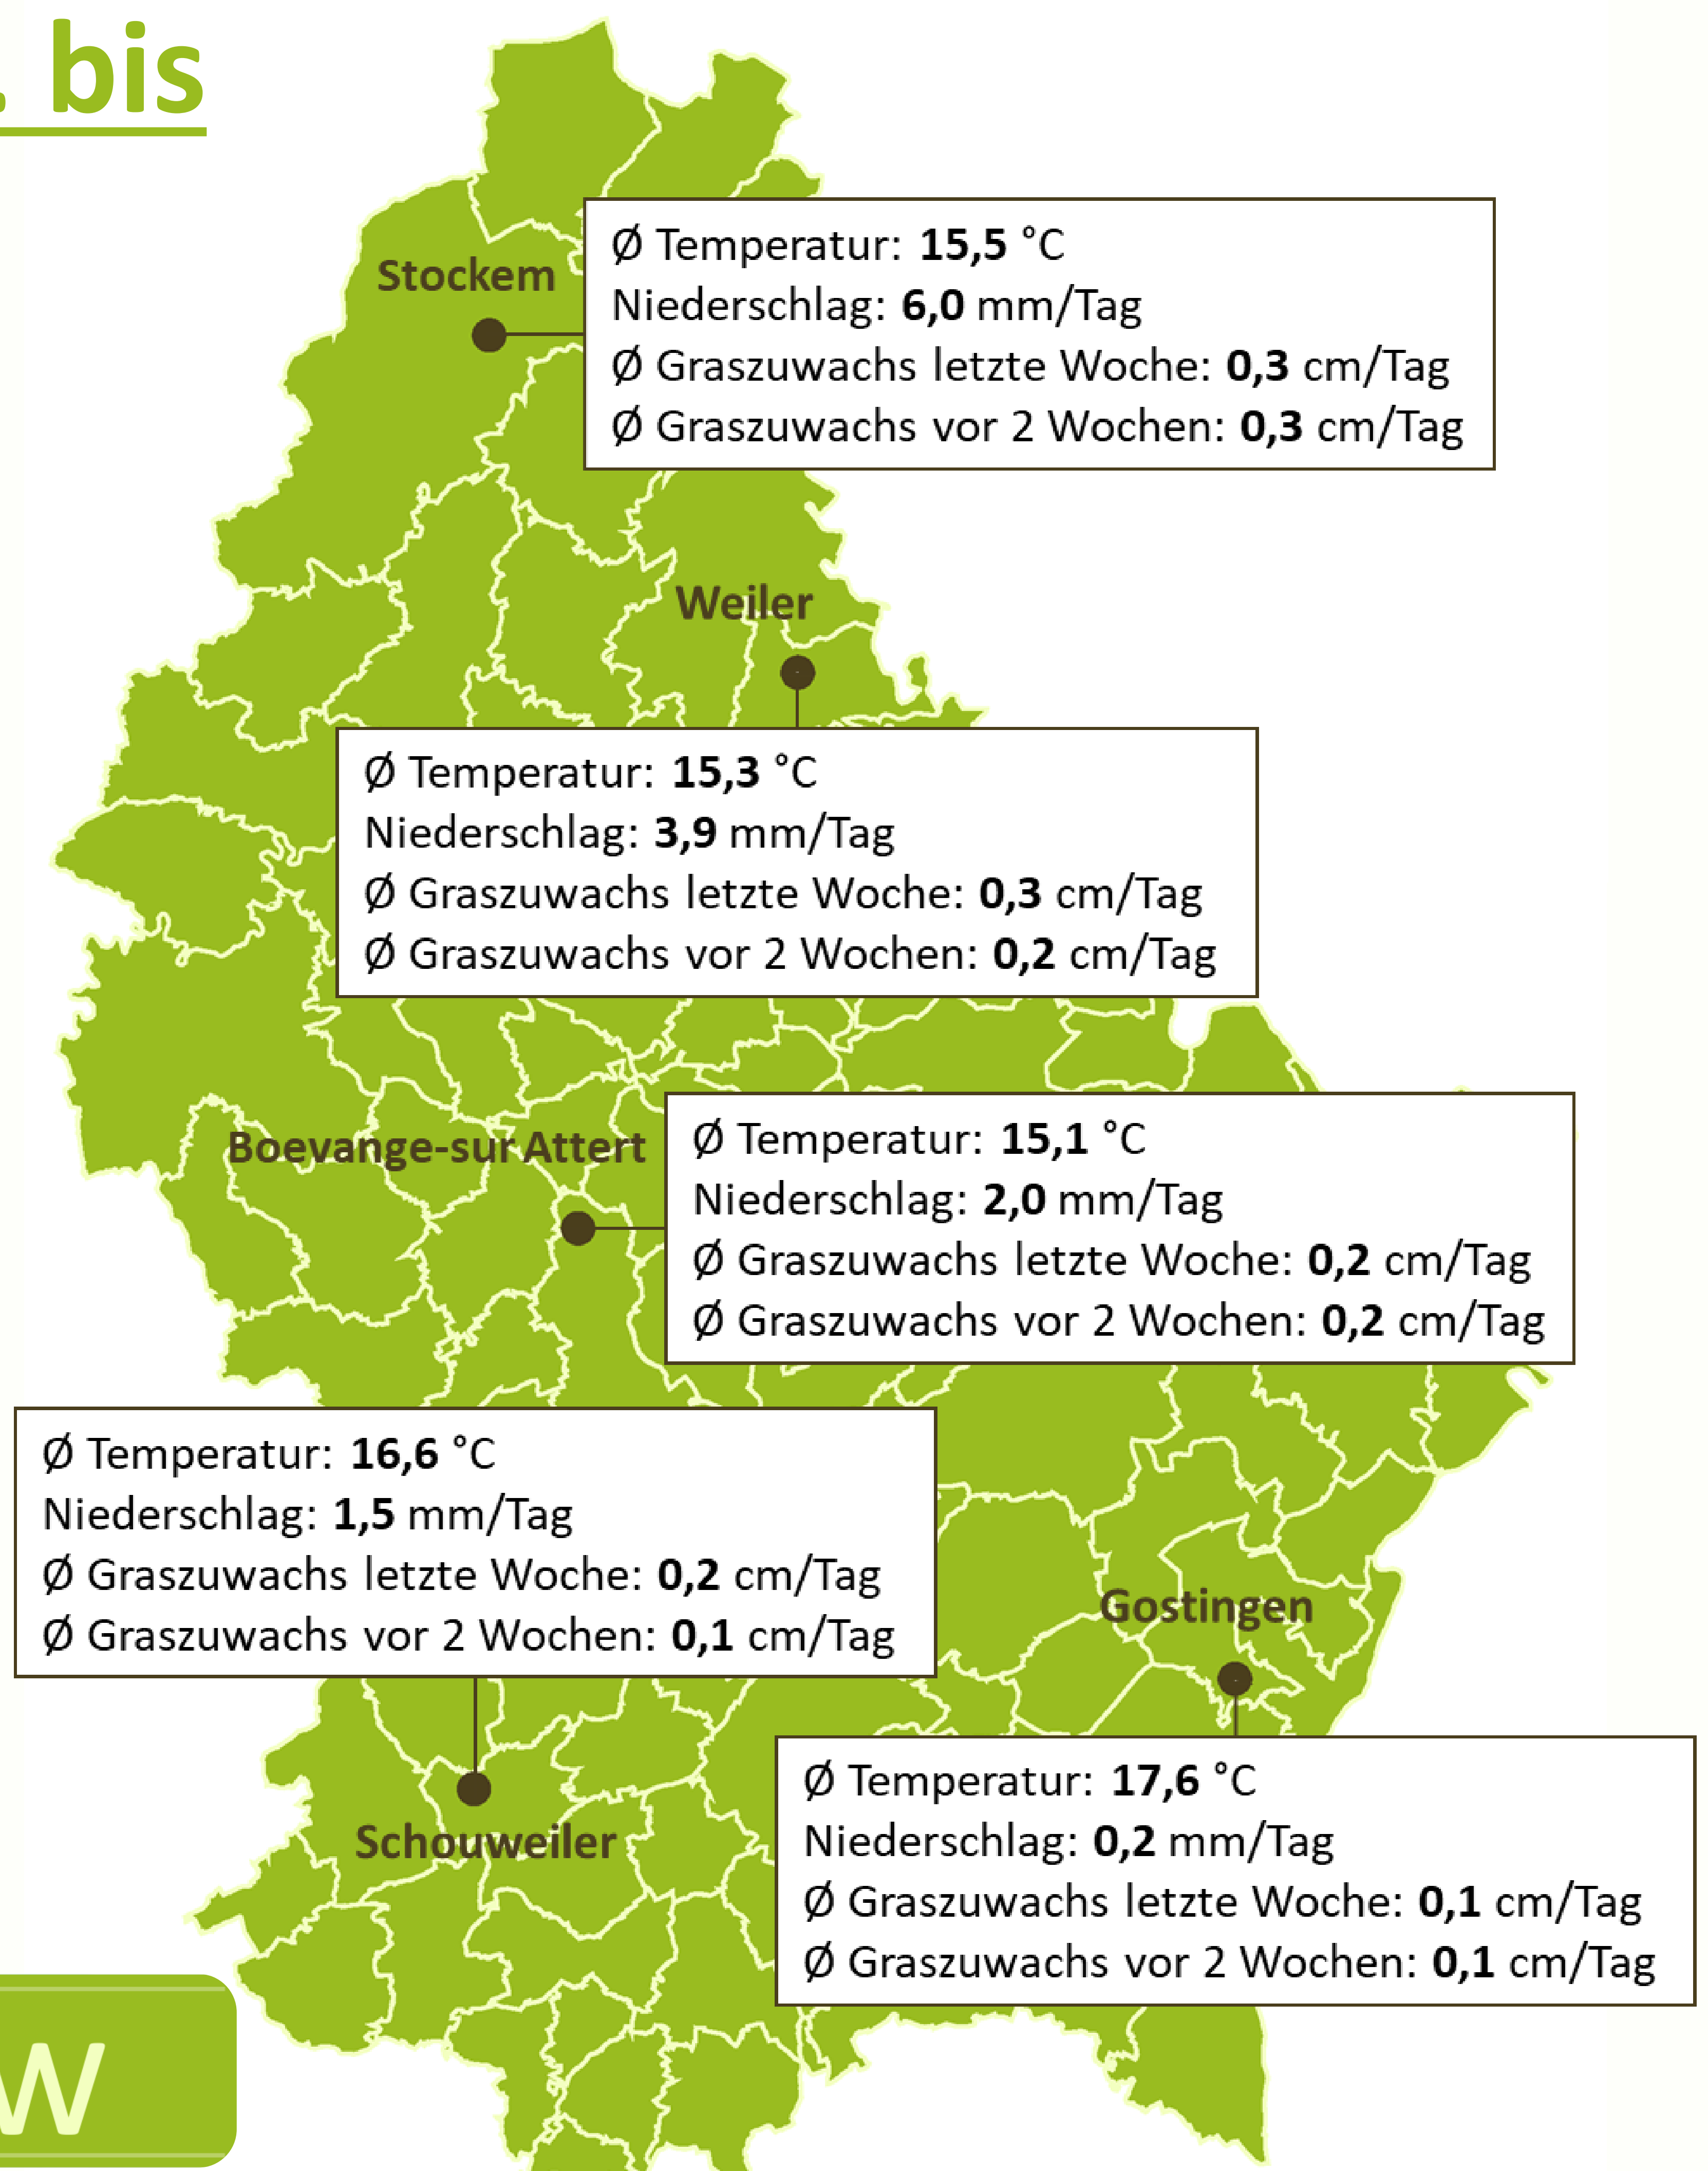 . bis
Stockem
Ø Temperatur: 15,5 °C
Niederschlag: 6,0 mm/Tag
Ø Graszuwachs letzte Woche: 0,3 cm/Tag
Ø Graszuwachs vor 2 Wochen: 0,3 cm/Tag
Weiler
Ø Temperatur: 15,3 °C
Niederschlag: 3,9 mm/Tag
Ø Graszuwachs letzte Woche: 0,3 cm/Tag
Ø Graszuwachs vor 2 Wochen: 0,2 cm/Tag
Boevange-sur Attert
Ø Temperatur: 15,1 °C
Niederschlag: 2,0 mm/Tag
Ø Graszuwachs letzte Woche: 0,2 cm/Tag
Ø Graszuwachs vor 2 Wochen: 0,2 cm/Tag
Ø Temperatur: 16,6 °C
Niederschlag: 1,5 mm/Tag
Ø Graszuwachs letzte Woche: 0,2 cm/Tag
Ø Graszuwachs vor 2 Wochen: 0,1 cm/Tag
Schouweiler
Gostingen
Ø Temperatur: 17,6 °C
Niederschlag: 0,2 mm/Tag
Ø Graszuwachs letzte Woche: 0,1 cm/Tag
Ø Graszuwachs vor 2 Wochen: 0,1 cm/Tag
W